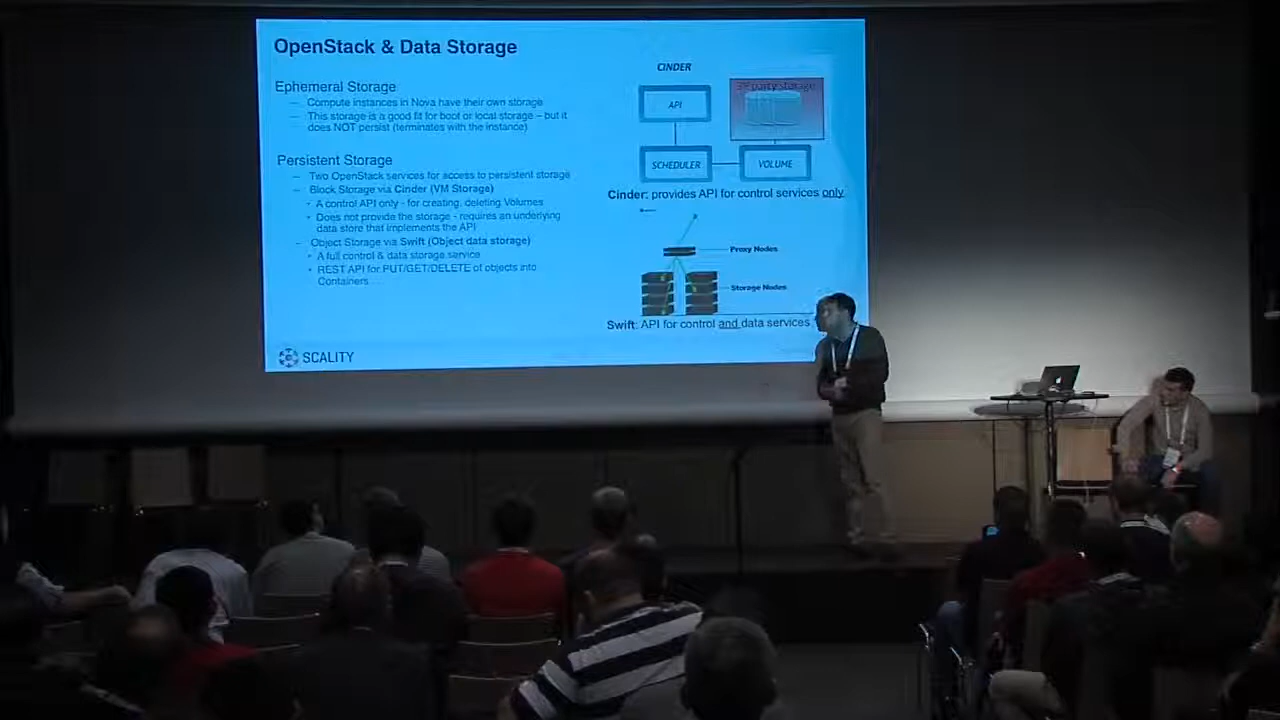 OpenStack & Data Storage
Ephemeral Storage
– Compute instances in Nova have their own storage
– This storage is a good fit for boot or local storage – but it
does NOT persist (terminates with the instance)
Persistent Storage
– Two OpenStack services for access to persistent storage
– Block Storage via Cinder (VM Storage)
• A control API only - for creating, deleting Volumes
• Does not provide the storage - requires an underlying
data store that implements the API
– Object Storage via Swift (Object data storage)
• A full control & data storage service
• REST API for PUT/GET/DELETE of objects into
Containers
SCALITY
CINDER
API
storage
SCHEDULER
VOLUME
Cinder: provides API for control services only
Proxy Nodes
Storage Nodes
Swift: API for control and data services